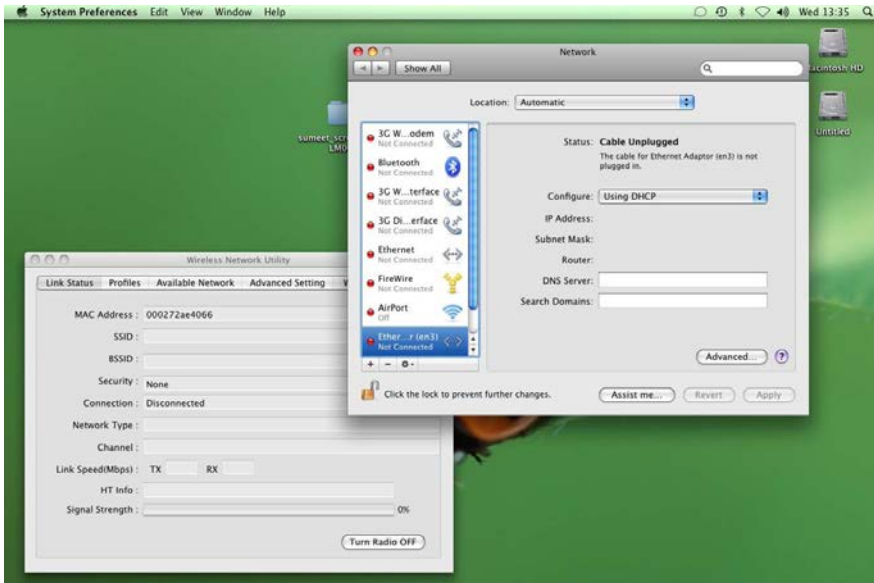 System Preferences Edit View Window Help
Wed 13:35
Network
Show All
Macintosh HD
Location: Automatic
Untitled
sumeet_scr
LM0
3G W...odem
Not Connected
Bluetooth
Not Connected
3G W...terface
Not Connected
3G Di...erface
Not Connected
Ethernet
Not Connected
FireWire
Not Connected
AirPort
Off
Ether...r (en3)
Not Connected
Status: Cable Unplugged
The cable for Ethernet Adaptor (en3) is not
plugged in.
Configure: Using DHCP
IP Address:
Subnet Mask:
Router:
DNS Server:
Search Domains:
Advanced... ?
+ -
Click the lock to prevent further changes.
Assist me... Revert Apply
Wireless Network Utility
Link Status Profiles Available Network Advanced Setting W
MAC Address : 000272ae4066
SSID :
BSSID :
Security : None
Connection : Disconnected
Network Type :
Channel :
Link Speed(Mbps) : TX RX
HT Info :
Signal Strength : 0%
Turn Radio OFF